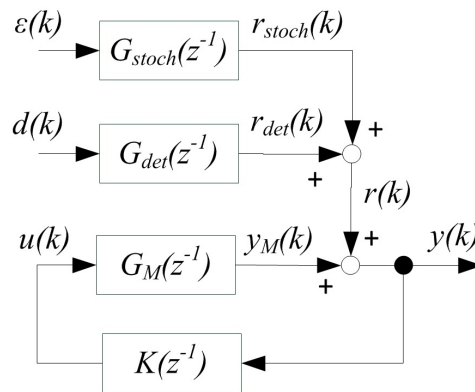 ε(k) r_stoch(k)
G_stoch(z^-1)
+
d(k) r_det(k)
G_det(z^-1)
+
r(k)
u(k) y_M(k) + y(k)
G_M(z^-1)
+
K(z^-1)